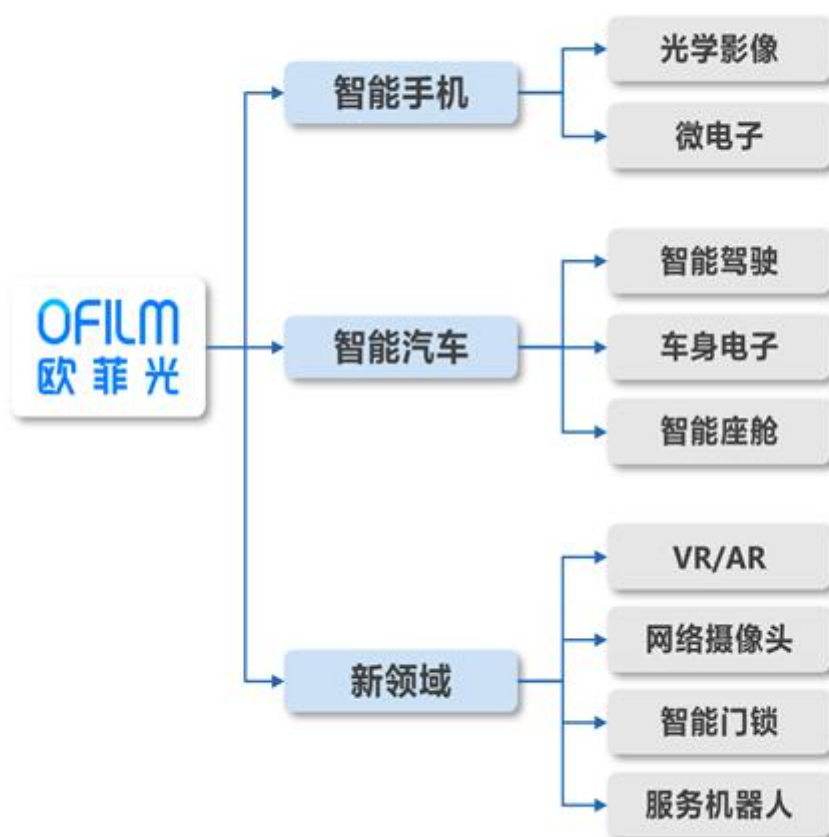 OFILM
欧菲光
智能手机
光学影像
微电子
智能汽车
智能驾驶
车身电子
智能座舱
新领域
VR/AR
网络摄像头
智能门锁
服务机器人